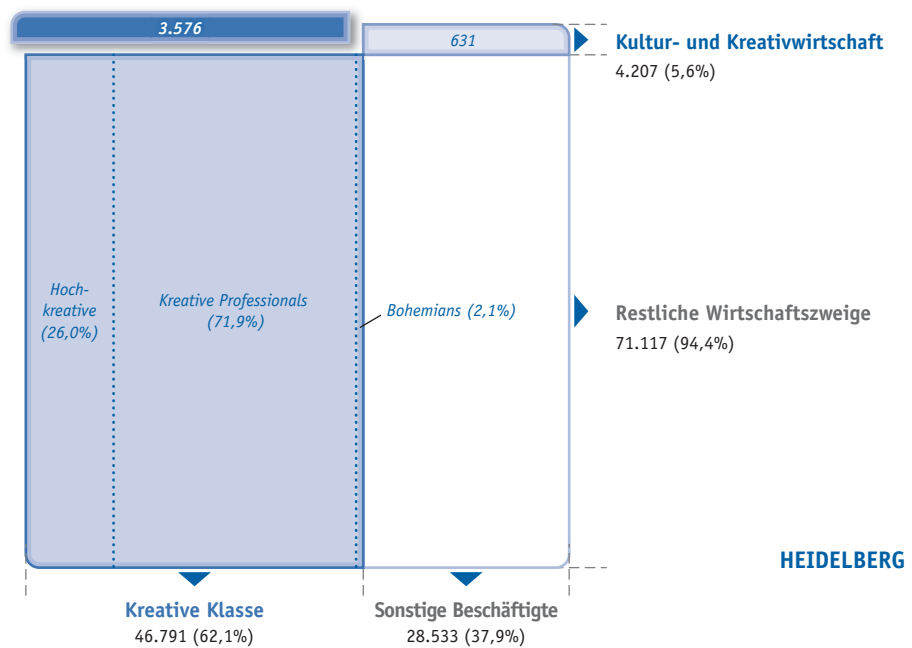 3.576
631
Kultur- und Kreativwirtschaft
4.207 (5,6%)
Hoch-
kreative
(26,0%)
Kreative Professionals
(71,9%)
Bohemians (2,1%)
Restliche Wirtschaftszweige
71.117 (94,4%)
HEIDELBERG
Kreative Klasse
46.791 (62,1%)
Sonstige Beschäftigte
28.533 (37,9%)